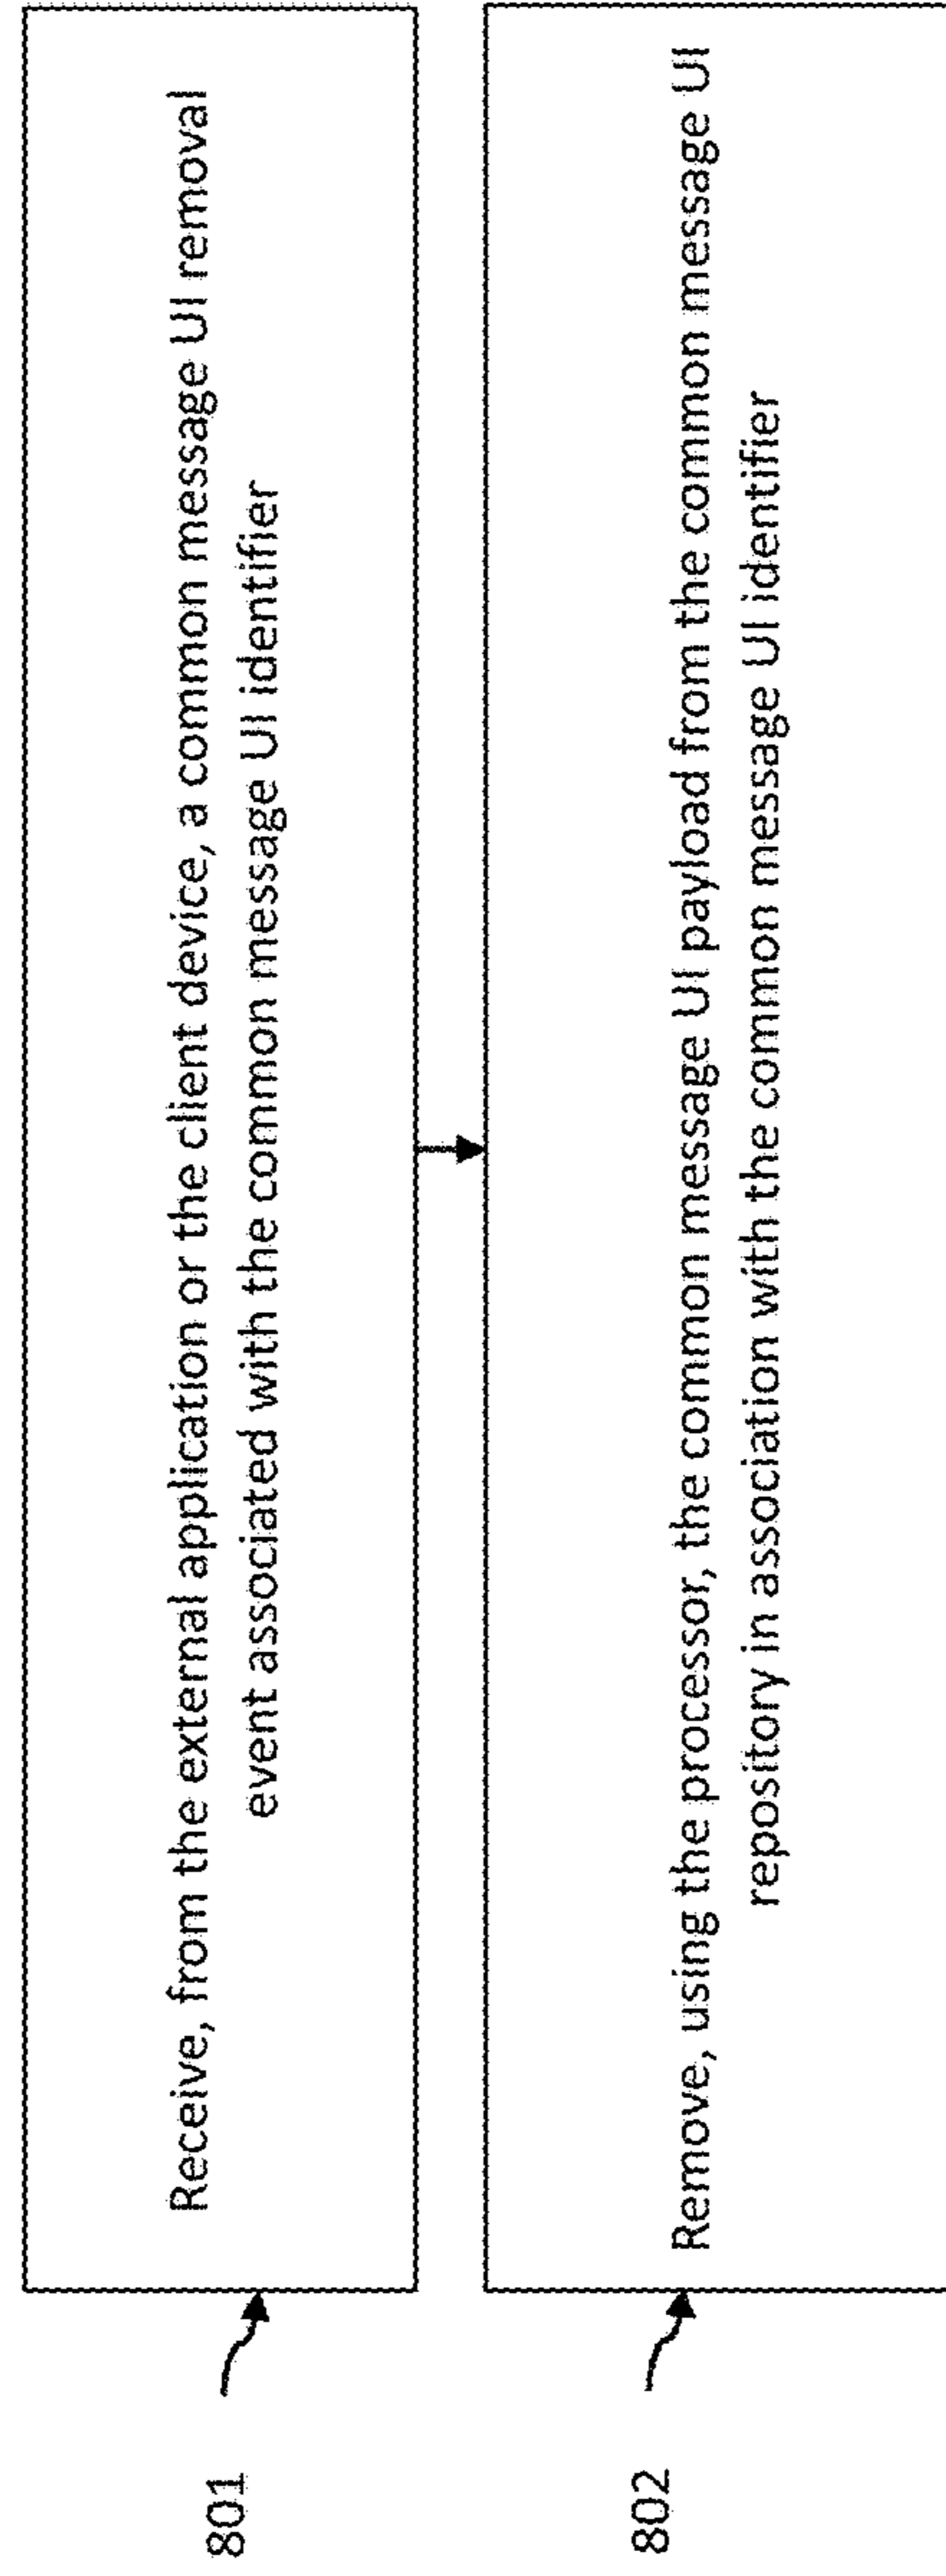 801
Receive, from the external application or the client device, a common message UI removal
event associated with the common message UI identifier
802
Remove, using the processor, the common message UI payload from the common message UI
repository in association with the common message UI identifier